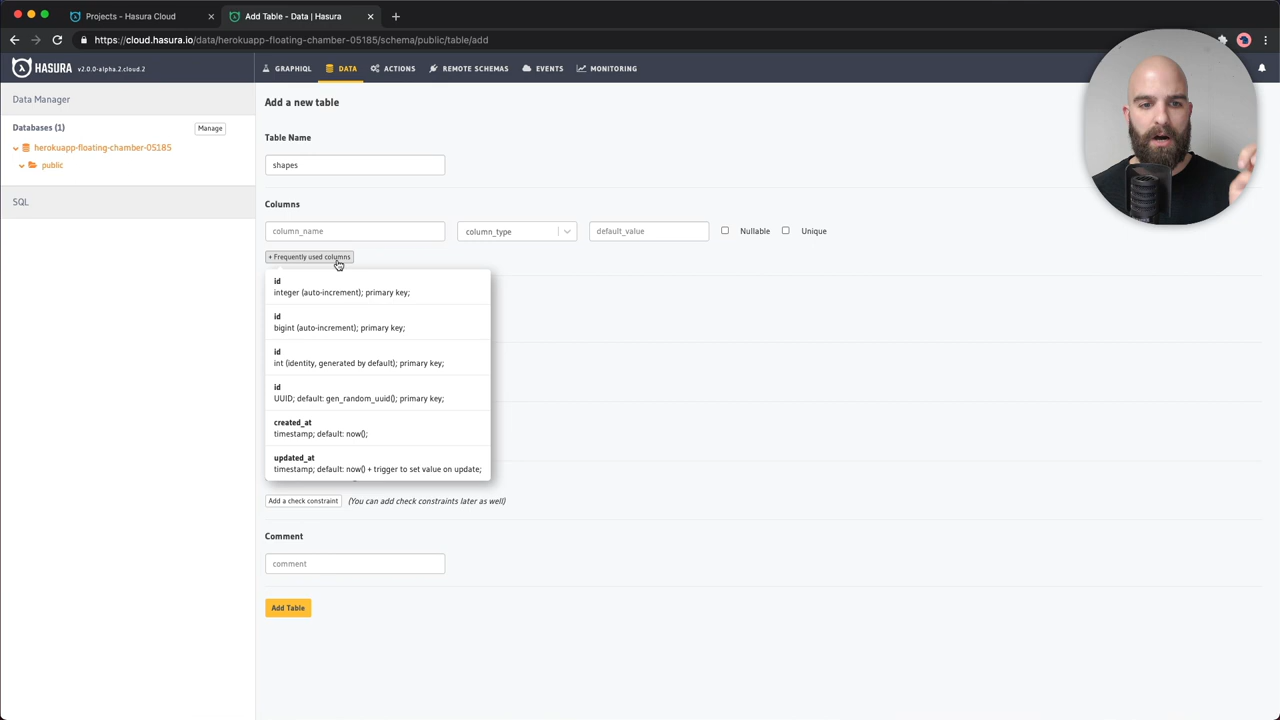 Projects - Hasura Cloud
Add Table - Data | Hasura
https://cloud.hasura.io/data/herokuapp-floating-chamber-05185/schema/public/table/add
HASURA v2.0.0-alpha.2.cloud.2
GRAPHIQL
DATA
ACTIONS
REMOTE SCHEMAS
EVENTS
MONITORING
Data Manager
Databases (1)
Manage
herokuapp-floating-chamber-05185
public
SQL
Add a new table
Table Name
shapes
Columns
column_name
column_type
default_value
Nullable
Unique
+ Frequently used columns
id
integer (auto-increment); primary key;
id
bigint (auto-increment); primary key;
id
int (identity, generated by default); primary key;
id
UUID; default: gen_random_uuid(); primary key;
created_at
timestamp; default: now();
updated_at
timestamp; default: now() + trigger to set value on update;
Add a check constraint (You can add check constraints later as well)
Comment
comment
Add Table